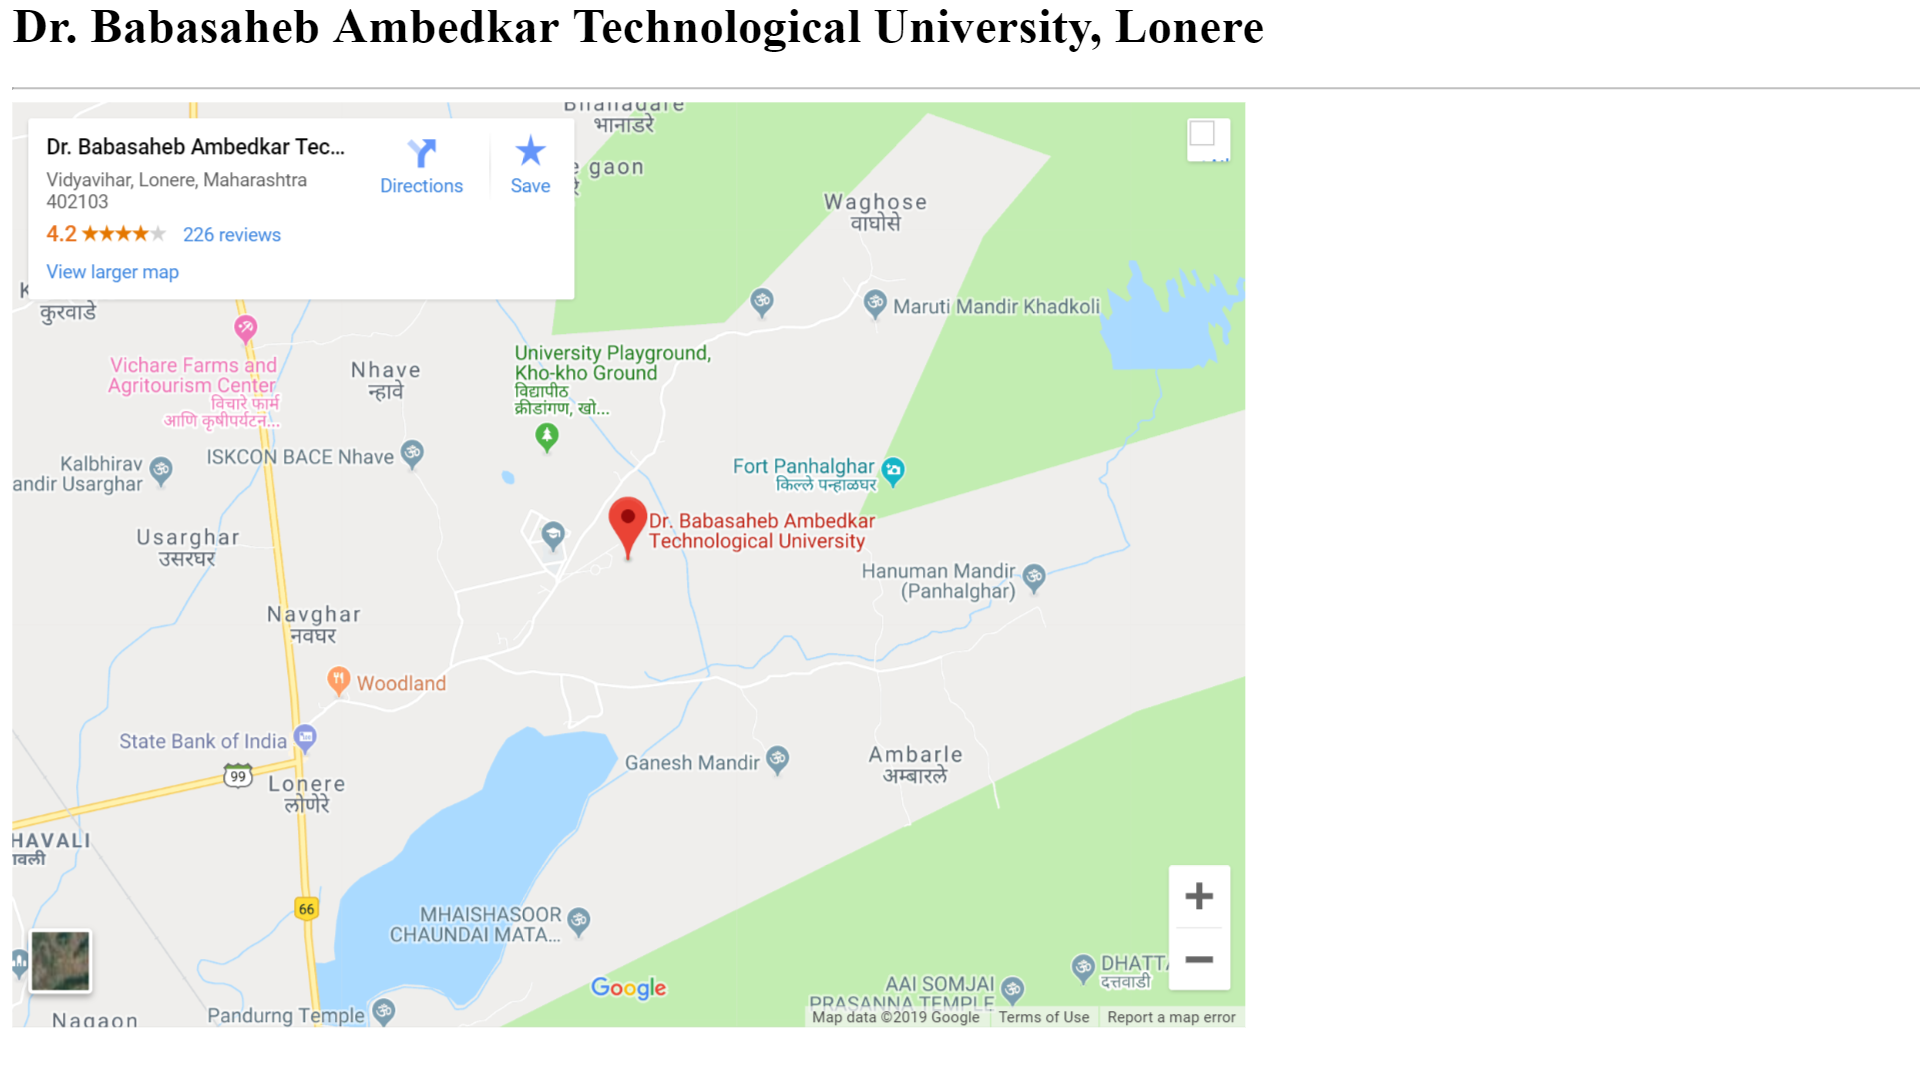 Dr. Babasaheb Ambedkar Technological University, Lonere
Dr. Babasaheb Ambedkar Tec...
Vidyavihar, Lonere, Maharashtra
402103
4.2
226 reviews
View larger map
Directions
Save
भानाडरे
gaon
Waghose
वाघोसे
कुरवाडे
Maruti Mandir Khadkoli
Vichare Farms and
Agritourism Center
विचारे फार्म
आणि कृषीपर्यटन...
Nhave
न्हावे
University Playground,
Kho-kho Ground
विद्यापीठ
क्रीडांगण, खो...
Kalbhirav
andir Usarghar
ISKCON BACE Nhave
Fort Panhalghar
किल्ले पन्हाळघर
Dr. Babasaheb Ambedkar
Technological University
Usarghar
उसरघर
Hanuman Mandir
(Panhalghar)
Navghar
नवघर
Woodland
State Bank of India
99
Lonere
लोणेरे
Ganesh Mandir
Ambarle
अम्बारले
HAVALI
ावली
66
MHAISHASOOR
CHAUNDAI MATA...
Google
AAI SOMJAI
PRASANNA TEMPLE
DHATTA
दत्तवाडी
Nagaon
Pandurng Temple
Map data ©2019 Google
Terms of Use
Report a map error